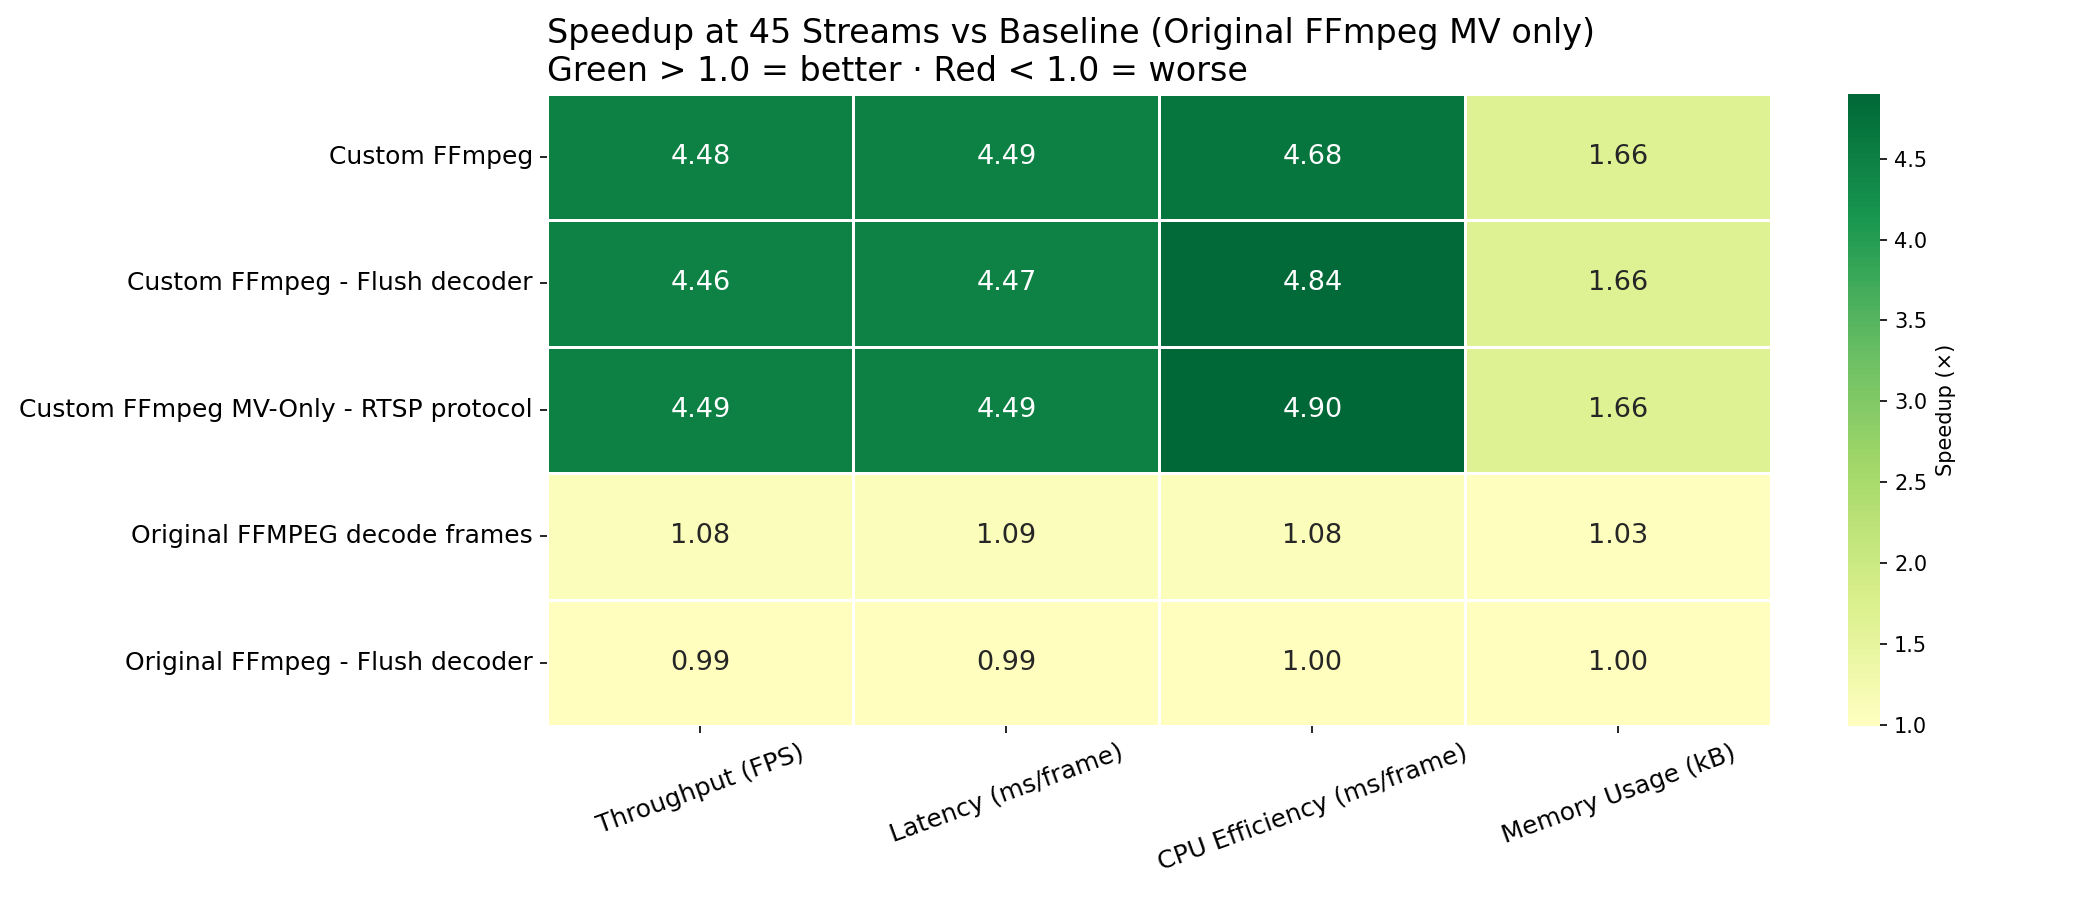 Speedup at 45 Streams vs Baseline (Original FFmpeg MV only)
Green > 1.0 = better · Red < 1.0 = worse
Custom FFmpeg
4.48
4.49
4.68
1.66
Custom FFmpeg - Flush decoder
4.46
4.47
4.84
1.66
Custom FFmpeg MV-Only - RTSP protocol
4.49
4.49
4.90
1.66
Original FFMPEG decode frames
1.08
1.09
1.08
1.03
Original FFmpeg - Flush decoder
0.99
0.99
1.00
1.00
Throughput (FPS)
Latency (ms/frame)
CPU Efficiency (ms/frame)
Memory Usage (kB)
4.5
4.0
3.5
3.0
2.5
2.0
1.5
1.0
Speedup (×)